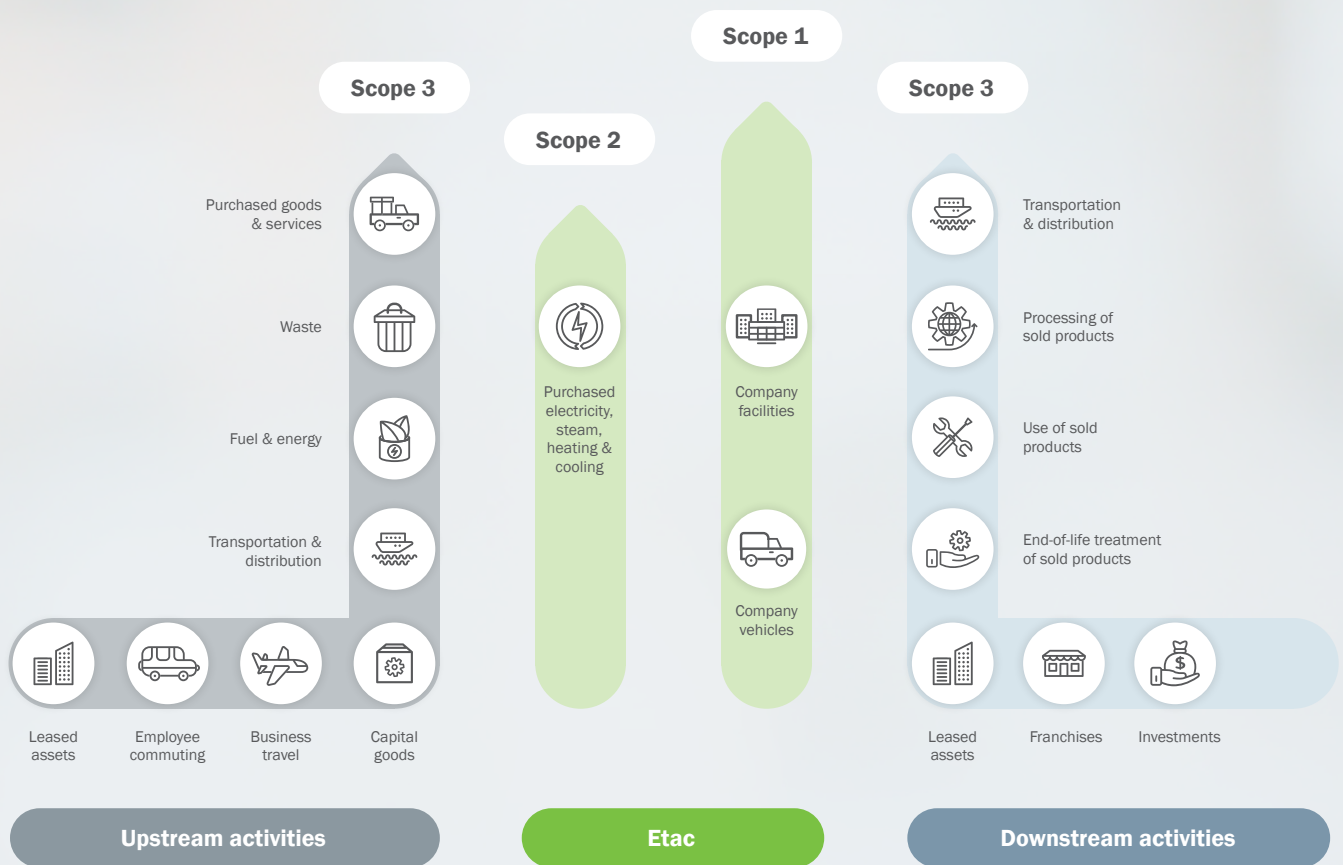 Scope 1
Scope 3
Scope 3
Scope 2
Purchased goods
& services
Waste
Fuel & energy
Transportation &
distribution
Leased
assets
Employee
commuting
Business
travel
Capital
goods
Purchased
electricity,
steam,
heating &
cooling
Company
facilities
Company
vehicles
Transportation
& distribution
Processing of
sold products
Use of sold
products
End-of-life treatment
of sold products
Leased
assets
Franchises
$
Investments
Upstream activities
Etac
Downstream activities